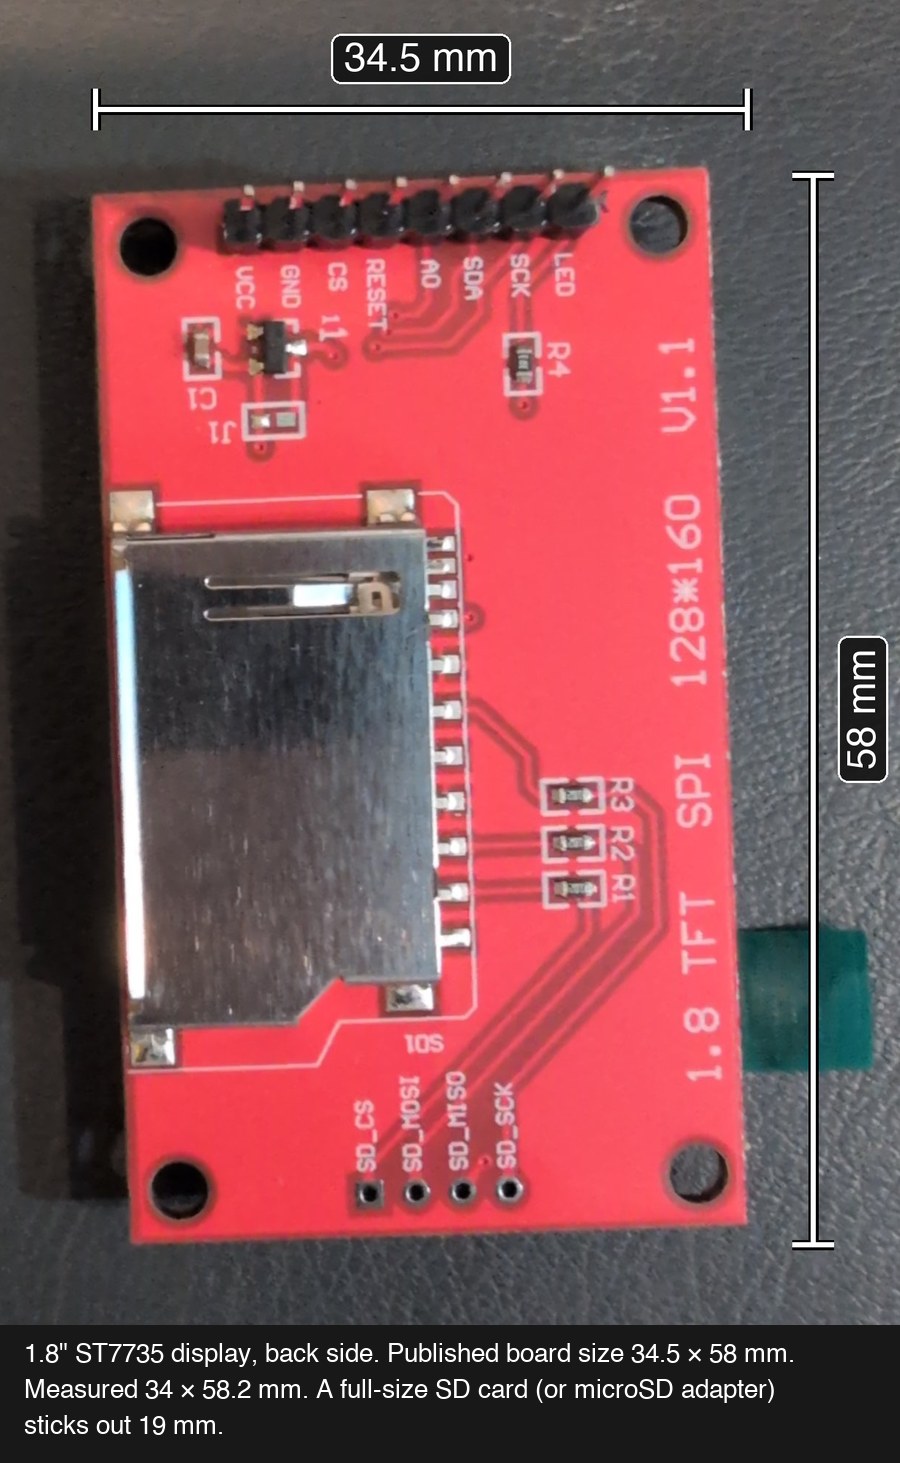 34.5 mm
VCC
GND
CS
RESET
A0
SDA
SCK
LED
C1
J1
R4
V1.1
128*160
SPI
1.8 TFT
58 mm
R3
R2
R1
SD1
SD_CS
SD_MOSI
SD_MISO
SD_SCK
1.8" ST7735 display, back side. Published board size 34.5 × 58 mm.
Measured 34 × 58.2 mm. A full-size SD card (or microSD adapter)
sticks out 19 mm.